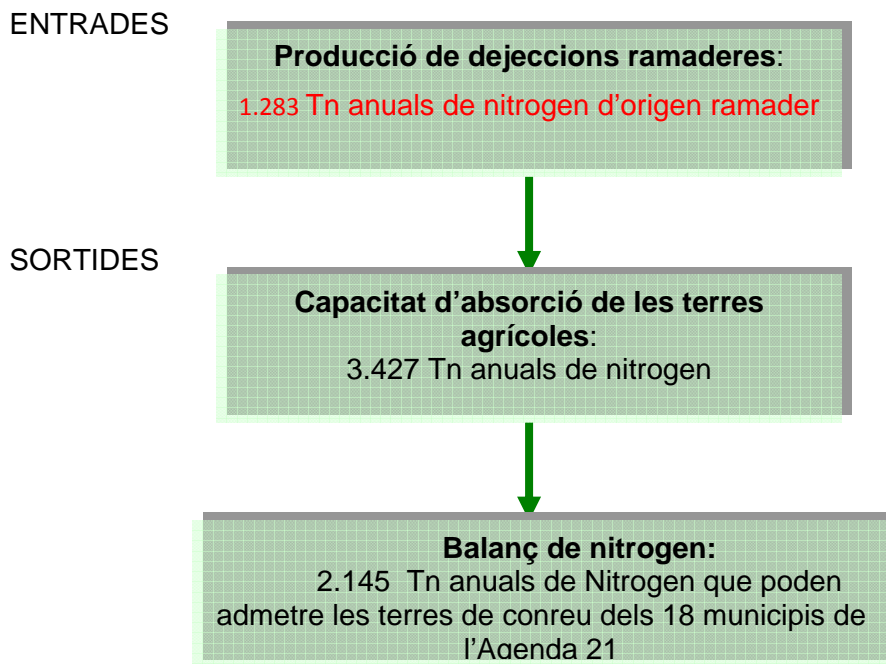 ENTRADES
Producció de dejeccions ramaderes:
1.283 Tn anuals de nitrogen d'origen ramader
SORTIDES
Capacitat d'absorció de les terres
agrícoles:
3.427 Tn anuals de nitrogen
Balanç de nitrogen:
2.145 Tn anuals de Nitrogen que poden
admetre les terres de conreu dels 18 municipis de
l'Agenda 21